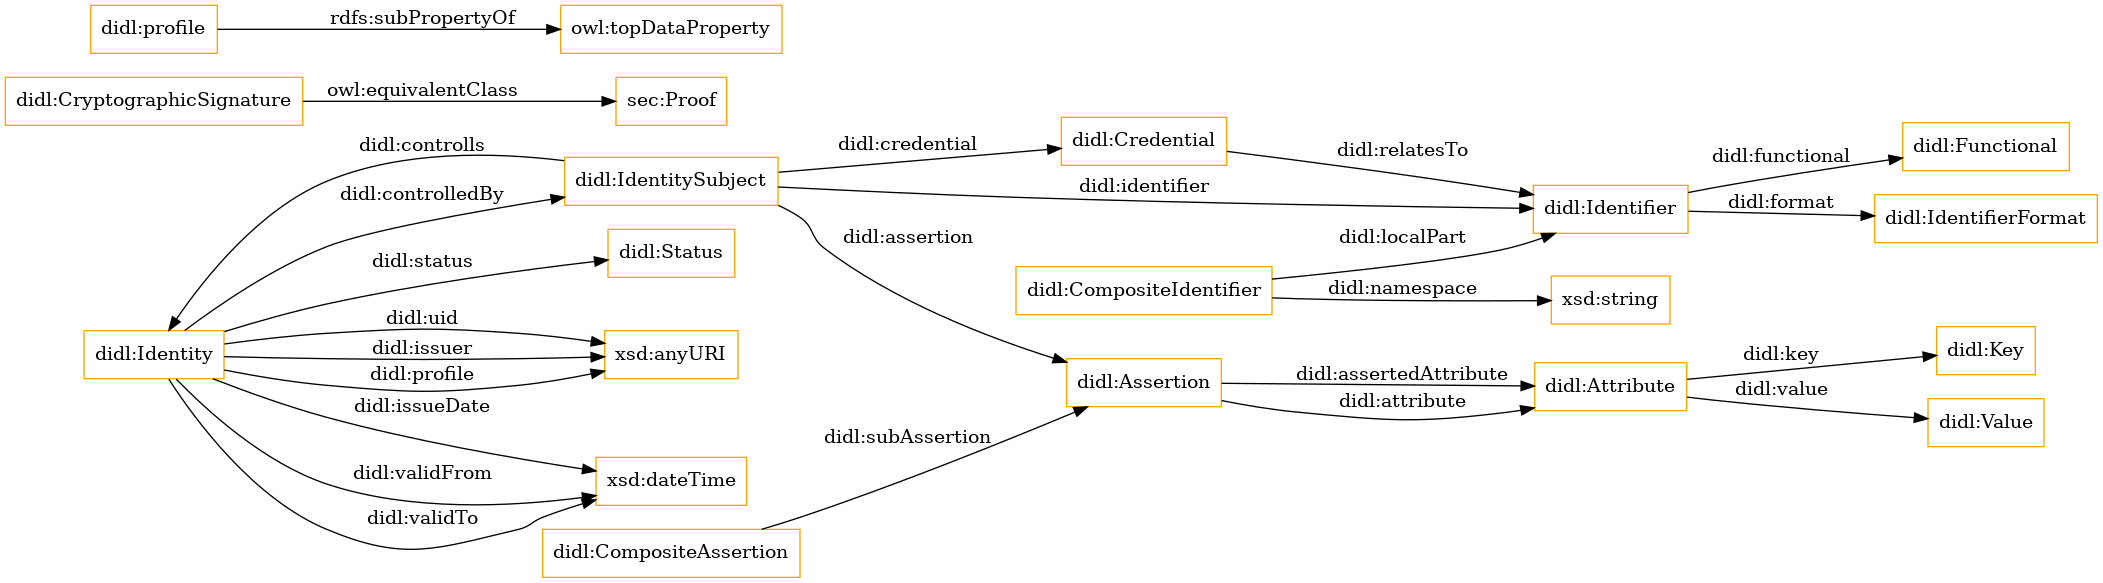 didl:profile
rdfs:subPropertyOf
owl:topDataProperty
didl:CryptographicSignature
owl:equivalentClass
sec:Proof
didl:controlls
didl:controlledBy
didl:IdentitySubject
didl:credential
didl:Credential
didl:relatesTo
didl:identifier
didl:Identifier
didl:functional
didl:Functional
didl:format
didl:IdentifierFormat
didl:assertion
didl:localPart
didl:CompositeIdentifier
didl:namespace
xsd:string
didl:status
didl:Status
didl:Identity
didl:uid
didl:issuer
didl:profile
xsd:anyURI
didl:issueDate
didl:validFrom
didl:validTo
xsd:dateTime
didl:Assertion
didl:assertedAttribute
didl:attribute
didl:Attribute
didl:key
didl:Key
didl:value
didl:Value
didl:subAssertion
didl:CompositeAssertion